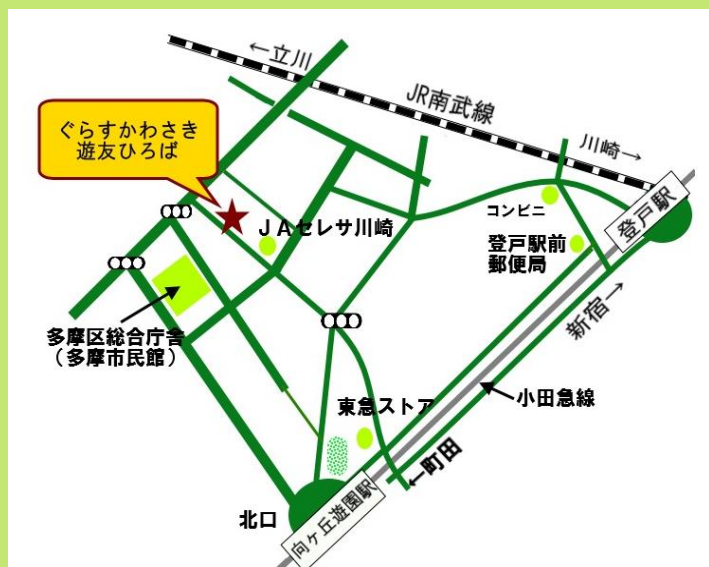 ←立川
JR南武線
川崎→
ぐらすかわさき
遊友ひろば
コンビニ
登戸駅
JAセレサ川崎
登戸駅前
郵便局
新宿→
多摩区総合庁舎
（多摩市民館）
小田急線
東急ストア
←町田
北口
向ヶ丘遊園駅